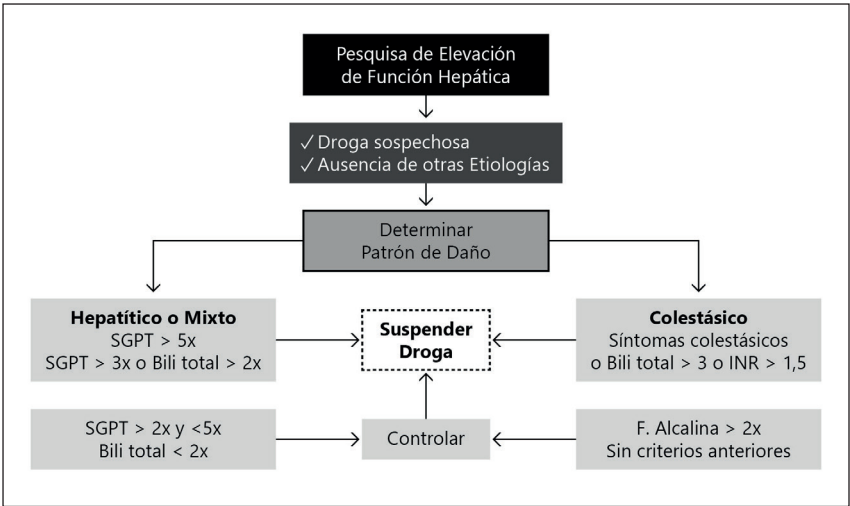 Pesquisa de Elevación
de Función Hepática
✓ Droga sospechosa
✓ Ausencia de otras Etiologías
Determinar
Patrón de Daño
Hepatítico o Mixto
SGPT > 5x
SGPT > 3x o Bili total > 2x
Suspender
Droga
Colestásico
Síntomas colestásicos
o Bili total > 3 o INR > 1,5
SGPT > 2x y <5x
Bili total < 2x
Controlar
F. Alcalina > 2x
Sin criterios anteriores